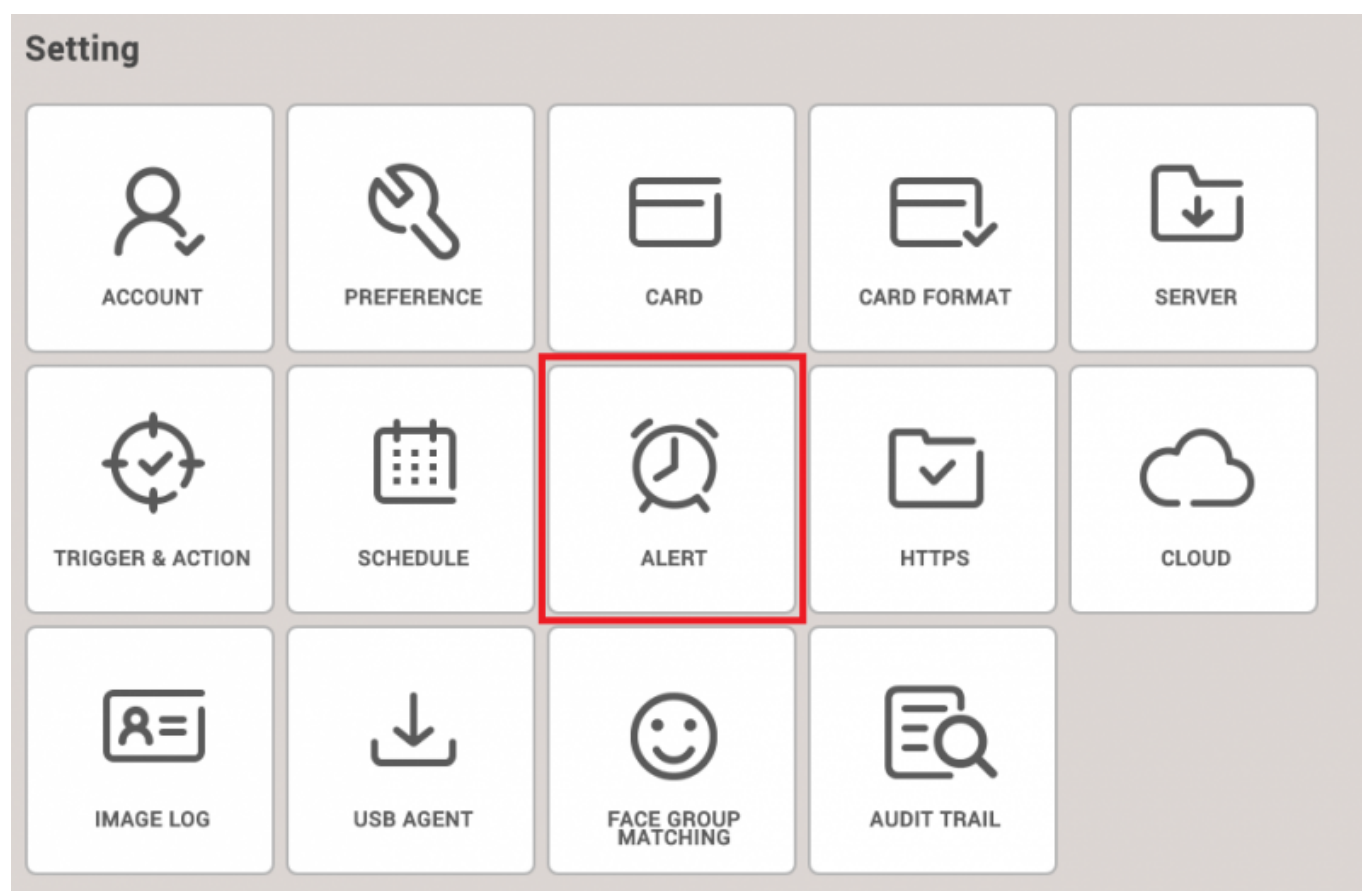 Setting
ACCOUNT
PREFERENCE
CARD
CARD FORMAT
SERVER
TRIGGER & ACTION
SCHEDULE
ALERT
HTTPS
CLOUD
IMAGE LOG
USB AGENT
FACE GROUP
MATCHING
AUDIT TRAIL